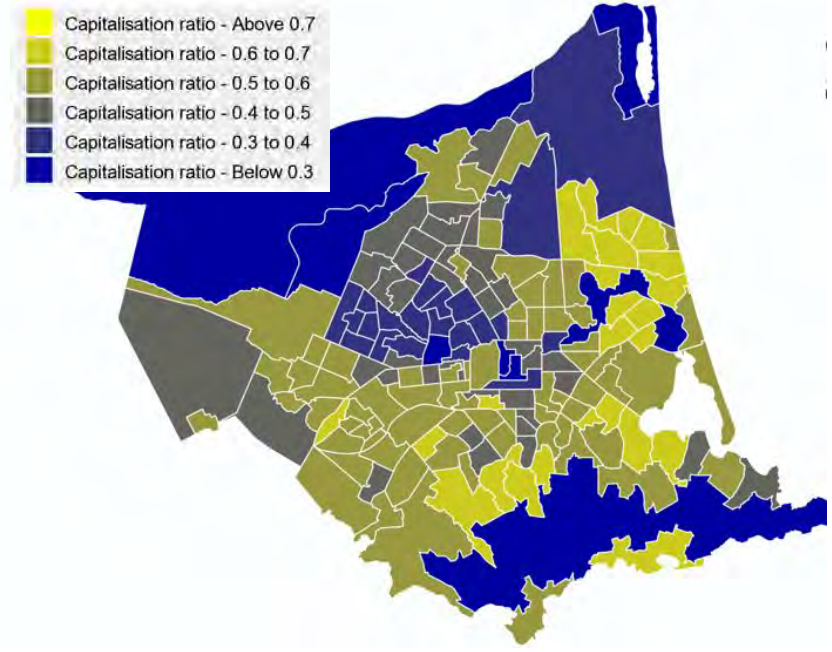 Capitalisation ratio - Above 0.7
Capitalisation ratio - 0.6 to 0.7
Capitalisation ratio - 0.5 to 0.6
Capitalisation ratio - 0.4 to 0.5
Capitalisation ratio - 0.3 to 0.4
Capitalisation ratio - Below 0.3